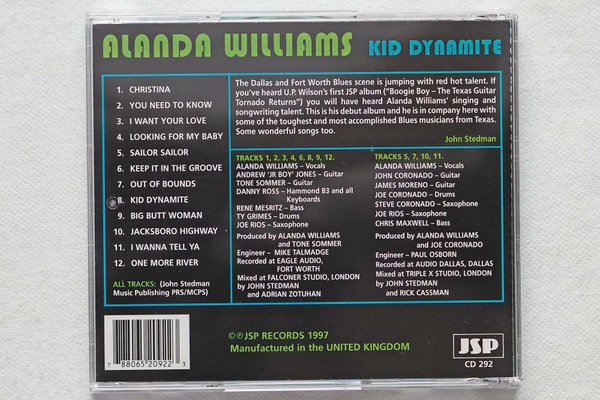 ALANDA WILLIAMS KID DYNAMITE
1. CHRISTINA
2. YOU NEED TO KNOW
3. I WANT YOUR LOVE
4. LOOKING FOR MY BABY
5. SAILOR SAILOR
6. KEEP IT IN THE GROOVE
7. OUT OF BOUNDS
8. KID DYNAMITE
9. BIG BUTT WOMAN
10. JACKSBORO HIGHWAY
11. I WANNA TELL YA
12. ONE MORE RIVER
ALL TRACKS: (John Stedman
Music Publishing PRS/MCPS)
The Dallas and Fort Worth Blues scene is jumping with red hot talent. If
you've heard U.P. Wilson's first JSP album ("Boogie Boy – The Texas Guitar
Tornado Returns") you will have heard Alanda Williams' singing and
songwriting talent. This is his debut album and he is in company here with
some of the toughest and most accomplished Blues musicians from Texas.
Some wonderful songs too.
John Stedman
TRACKS 1, 2, 3, 4, 6, 8, 9, 12.
ALANDA WILLIAMS – Vocals
ANDREW 'JR BOY' JONES – Guitar
TONE SOMMER – Guitar
DANNY ROSS – Hammond B3 and all
Keyboards
RENE MESRITZ – Bass
TY GRIMES – Drums
JOE RIOS – Saxophone
Produced by ALANDA WILLIAMS
and TONE SOMMER
Engineer – MIKE TALMADGE
Recorded at EAGLE AUDIO,
FORT WORTH
Mixed at FALCONER STUDIO, LONDON
by JOHN STEDMAN
and ADRIAN ZOTUHAN
TRACKS 5, 7, 10, 11.
ALANDA WILLIAMS – Vocals
JOHN CORONADO – Guitar
JAMES MORENO – Guitar
JOE CORONADO – Drums
STEVE CORONADO – Saxophone
JOE RIOS – Saxophone
CHRIS MAXWELL – Bass
Produced by ALANDA WILLIAMS
and JOE CORONADO
Engineer – PAUL OSBORN
Recorded at AUDIO DALLAS, DALLAS
Mixed at TRIPLE X STUDIO, LONDON
by JOHN STEDMAN
and RICK CASSMAN
7 88065 20922 3
©℗JSP RECORDS 1997
Manufactured in the UNITED KINGDOM
JSP
CD 292